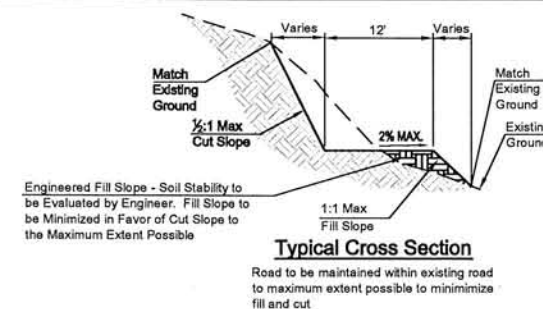 Varies
12'
Varies
Match
Existing
Ground
½:1 Max
Cut Slope
2% MAX.
Match
Existing
Ground
Existin
Ground
Engineered Fill Slope - Soil Stability to
be Evaluated by Engineer. Fill Slope to
be Minimized in Favor of Cut Slope to
the Maximum Extent Possible
1:1 Max
Fill Slope
Typical Cross Section
Road to be maintained within existing road
to maximum extent possible to minimimize
fill and cut